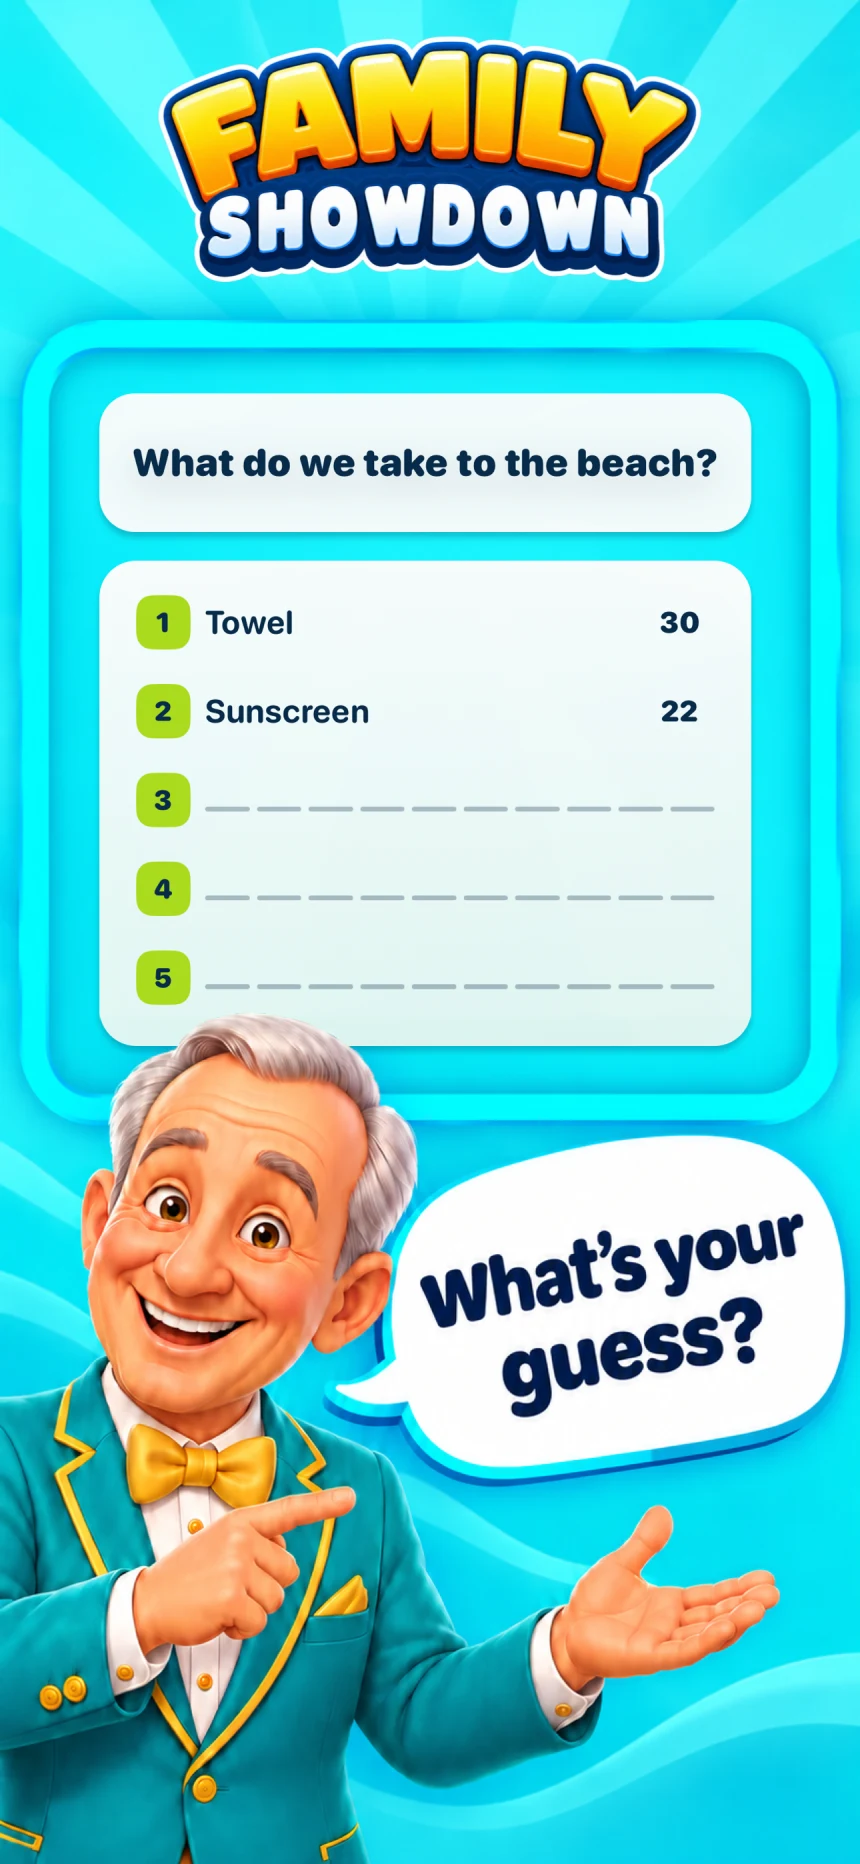 FAMILY
SHOWDOWN
What do we take to the beach?
1 Towel 30
2 Sunscreen 22
3
4
5
What's your
guess?